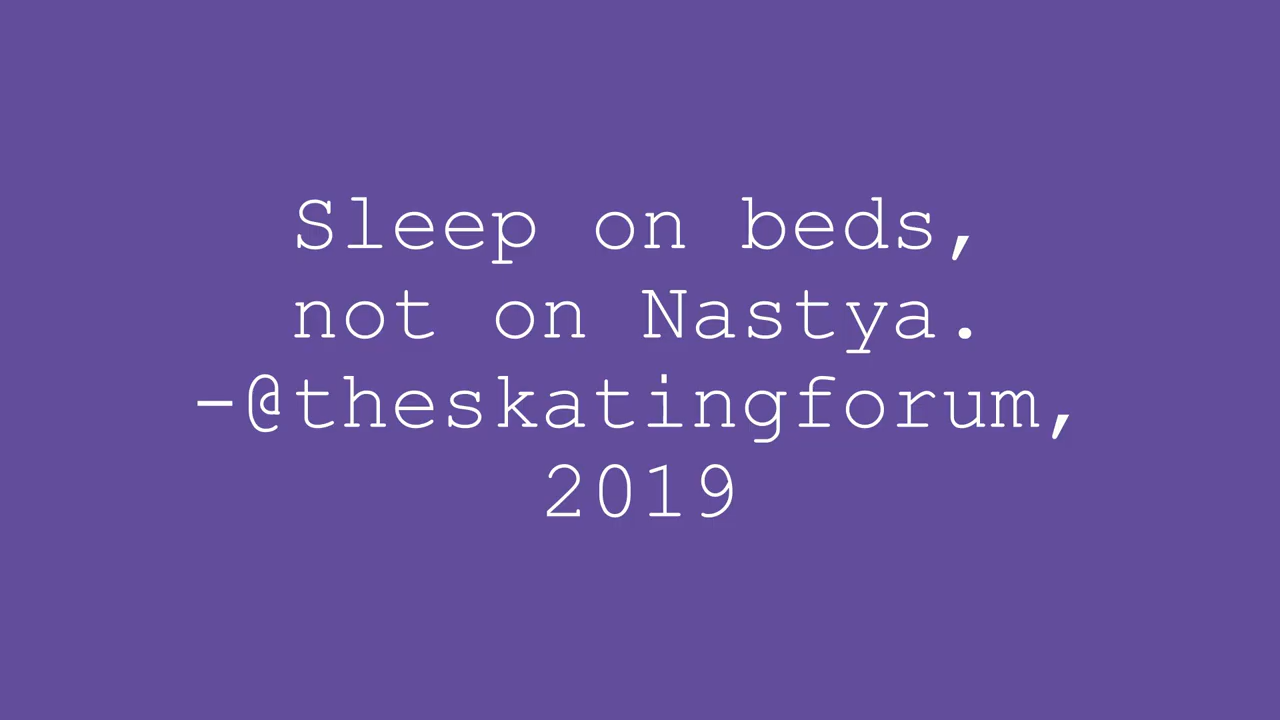 Sleep on beds,
not on Nastya.
-@theskatingforum,
2019